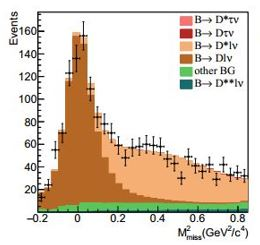 Events
160
140
120
100
80
60
40
20
0
B→ D*τν
B→ Dτν
B→ D*lν
B→ Dlν
other BG
B→ D**lν
-0.2 0 0.2 0.4 0.6 0.8
M²miss(GeV²/c⁴)